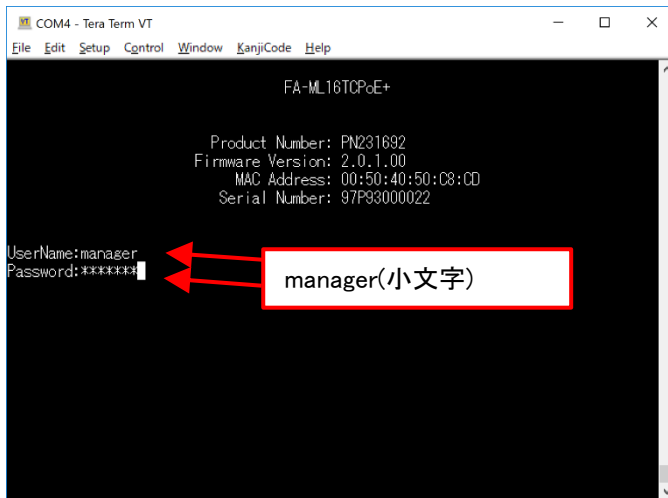 COM4 - Tera Term VT
File Edit Setup Control Window KanjiCode Help
FA-ML16TCPoE+
Product Number: PN231692
Firmware Version: 2.0.1.00
MAC Address: 00:50:40:50:C8:CD
Serial Number: 97P93000022
UserName:manager
Password:*******
manager(小文字)